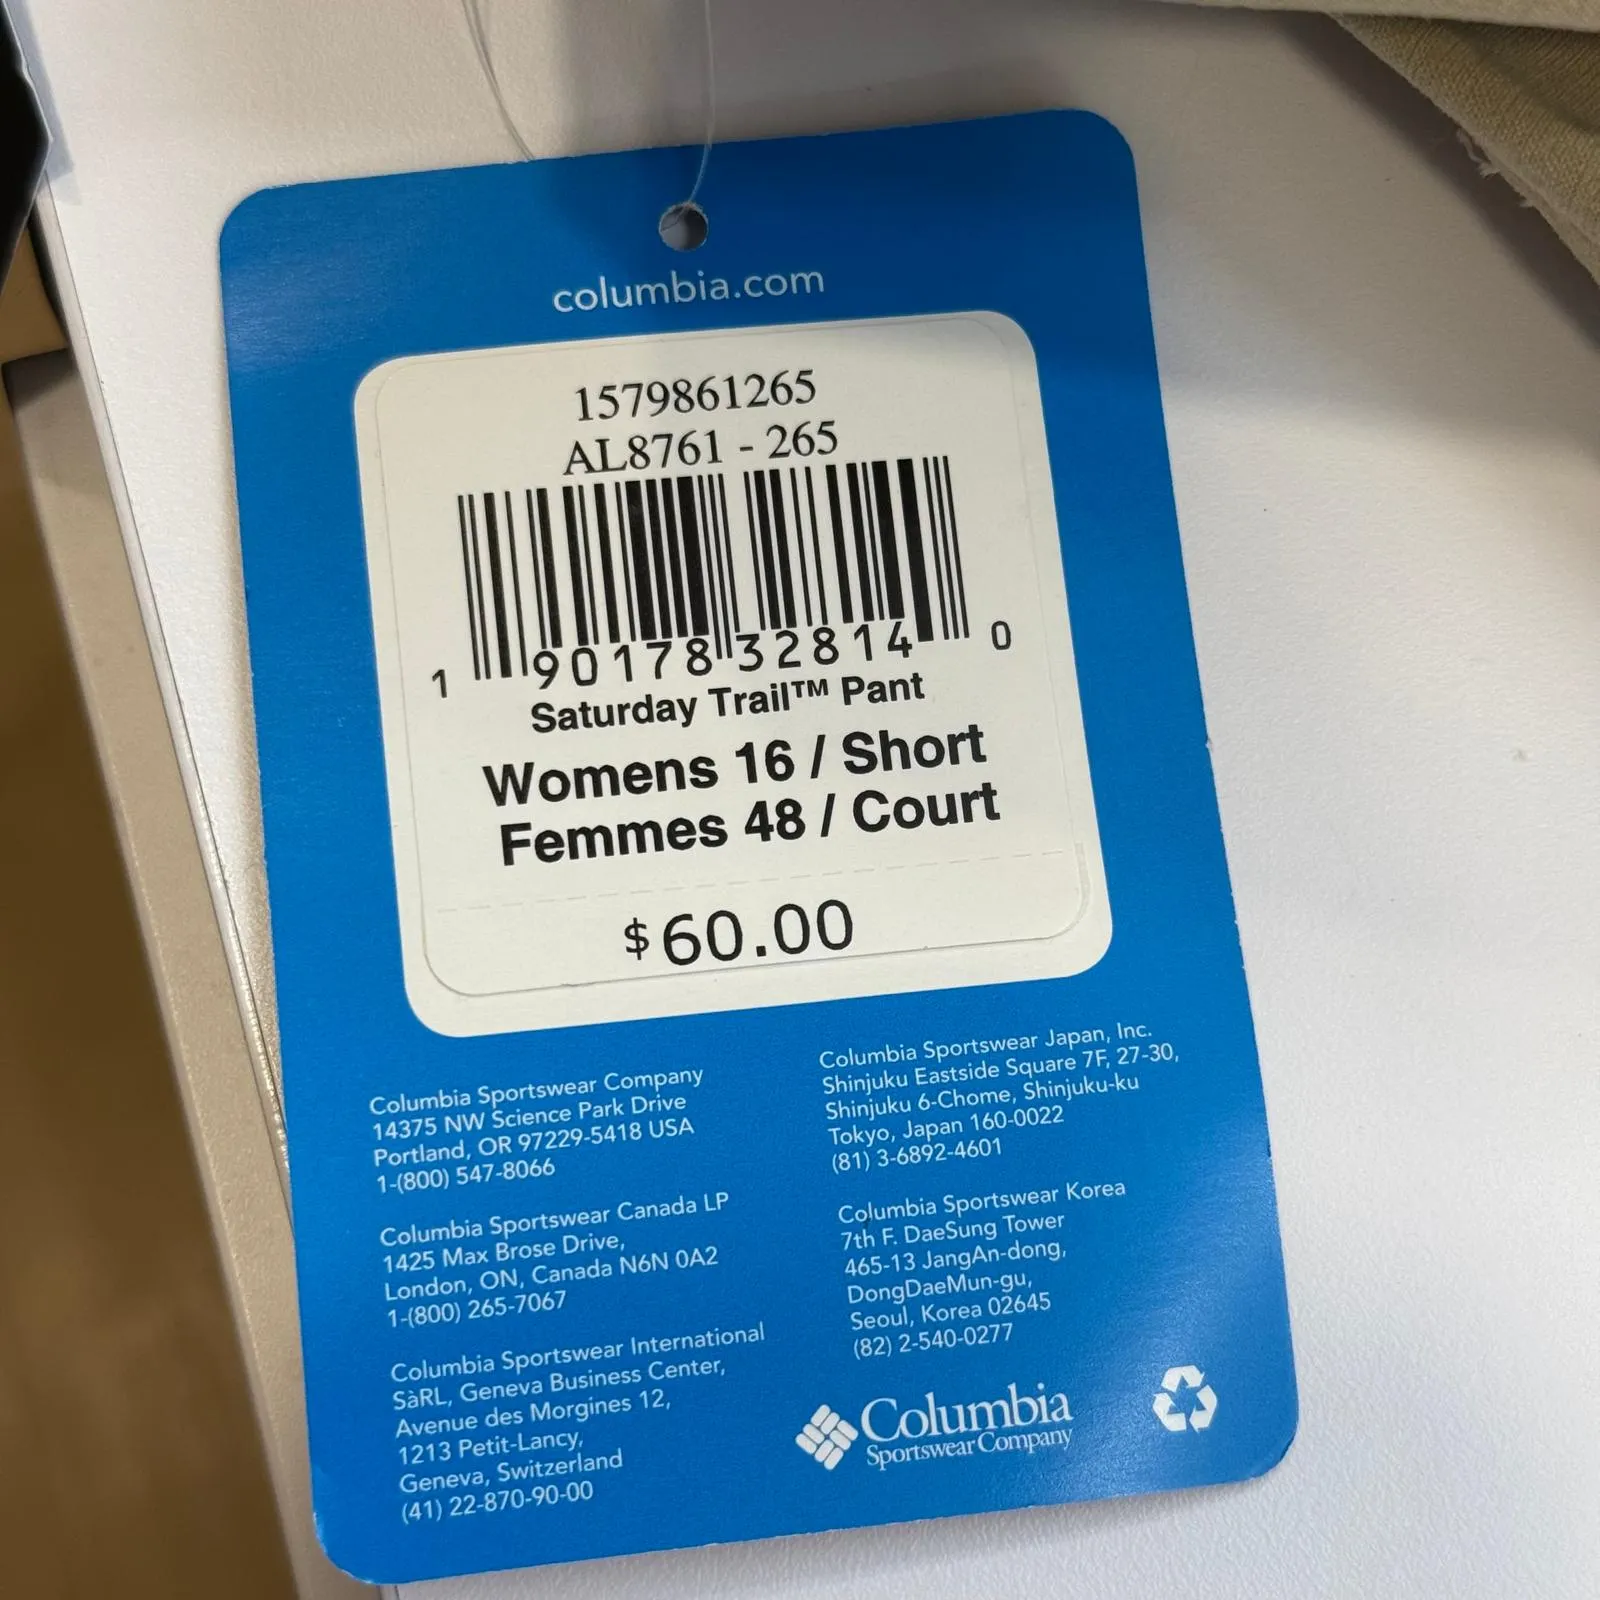 columbia.com
1579861265
AL8761 - 265
1 90178 32814 0
Saturday Trail™ Pant
Womens 16 / Short
Femmes 48 / Court
$60.00
Columbia Sportswear Company
14375 NW Science Park Drive
Portland, OR 97229-5418 USA
1-(800) 547-8066
Columbia Sportswear Canada LP
1425 Max Brose Drive,
London, ON, Canada N6N 0A2
1-(800) 265-7067
Columbia Sportswear International
SàRL, Geneva Business Center,
Avenue des Morgines 12,
1213 Petit-Lancy,
Geneva, Switzerland
(41) 22-870-90-00
Columbia Sportswear Japan, Inc.
Shinjuku Eastside Square 7F, 27-30,
Shinjuku 6-Chome, Shinjuku-ku
Tokyo, Japan 160-0022
(81) 3-6892-4601
Columbia Sportswear Korea
7th F. DaeSung Tower
465-13 JangAn-dong,
DongDaeMun-gu,
Seoul, Korea 02645
(82) 2-540-0277
Columbia
Sportswear Company